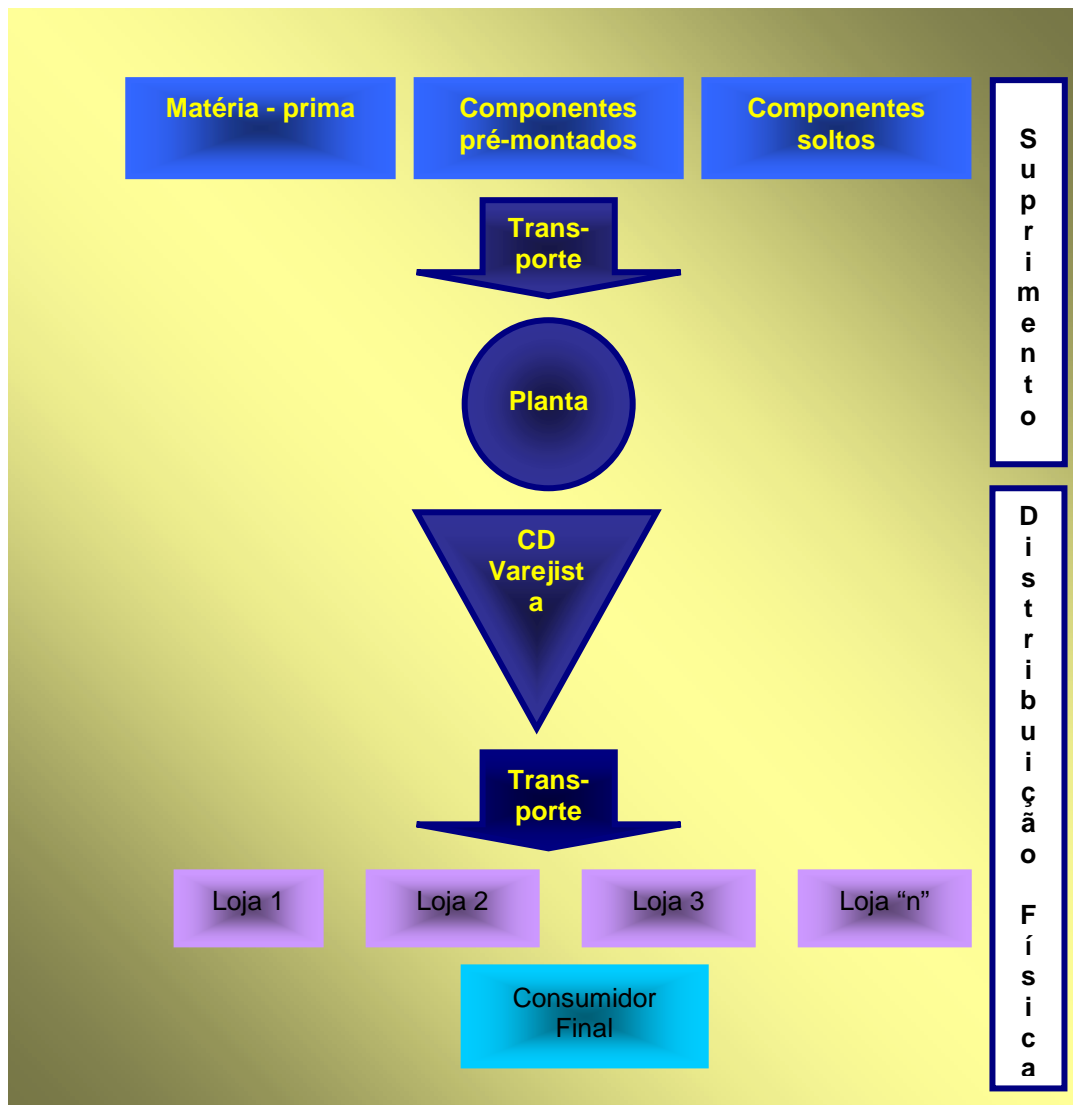 Matéria - prima
Componentes
pré-montados
Componentes
soltos
Trans-
porte
Planta
CD
Varejist
a
Trans-
porte
Loja 1
Loja 2
Loja 3
Loja “n”
Consumidor
Final
S
u
p
r
i
m
e
n
t
o
D
i
s
t
r
i
b
u
i
ç
ã
o
F
í
s
i
c
a